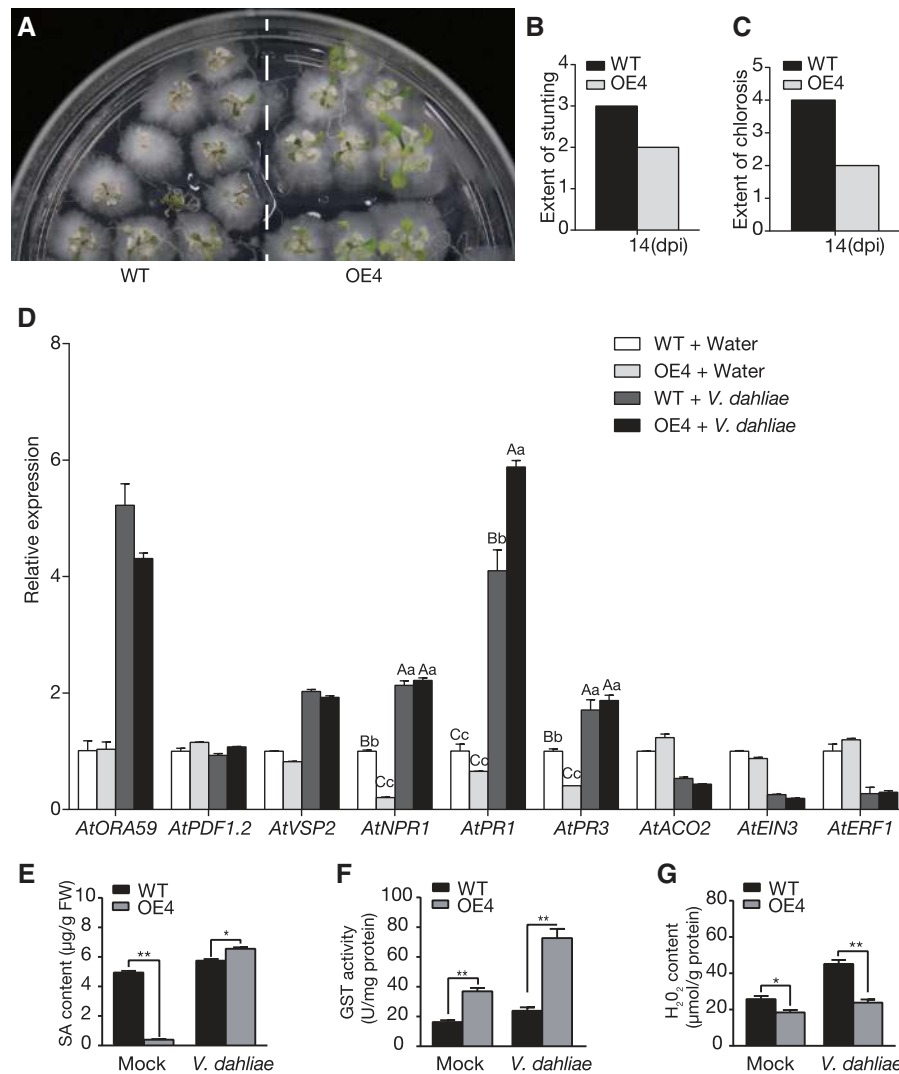 A
WT
OE4
B
WT
OE4
Extent of stunting
4
3
2
1
0
14(dpi)
C
WT
OE4
Extent of chlorosis
5
4
3
2
1
0
14(dpi)
D
Relative expression
8
6
4
2
0
WT + Water
OE4 + Water
WT + V. dahliae
OE4 + V. dahliae
Bb
Cc
Aa Aa
Cc
Cc
Bb
Aa
Bb
Cc
Aa Aa
AtORA59 AtPDF1.2 AtVSP2 AtNPR1 AtPR1 AtPR3 AtACO2 AtEIN3 AtERF1
E
SA content (µg/g FW)
10
8
6
4
2
0
WT
OE4
**
*
Mock V. dahliae
F
GST activity
(U/mg protein)
100
80
60
40
20
0
WT
OE4
**
**
Mock V. dahliae
G
H2O2 content
(µmol/g protein)
80
60
40
20
0
WT
OE4
*
**
Mock V. dahliae